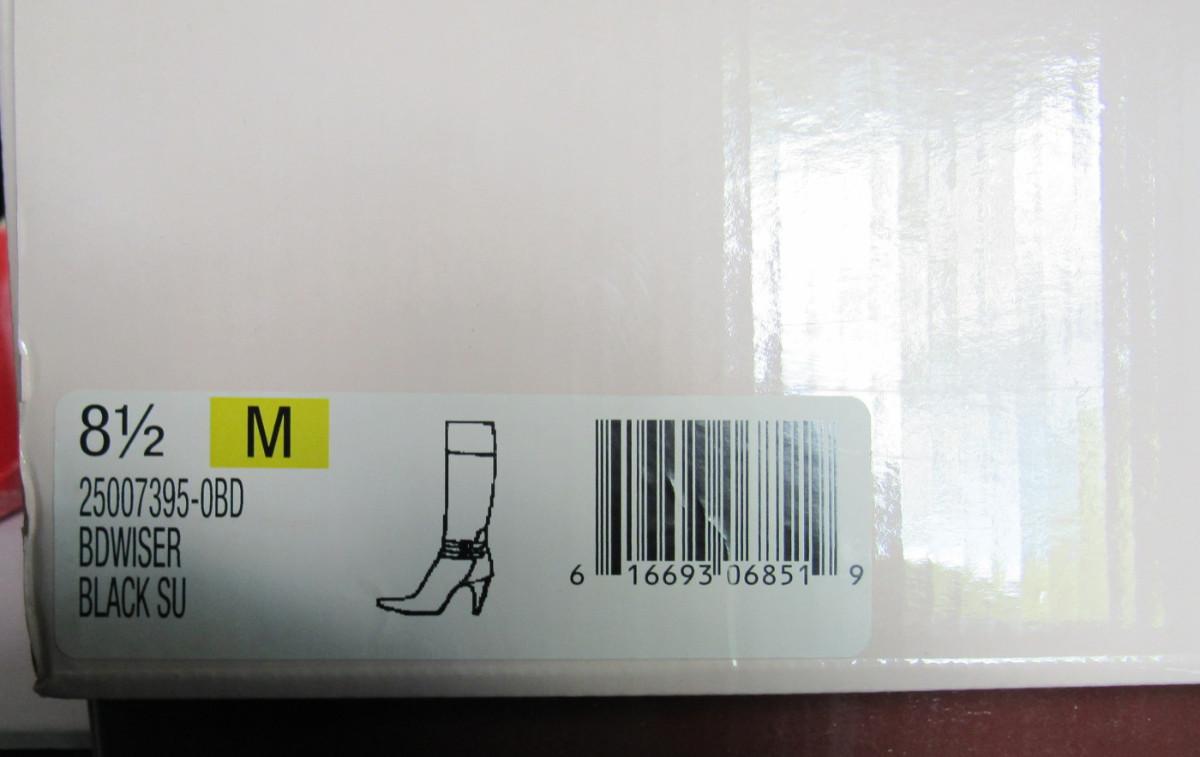 8½ M
25007395-0BD
BDWISER
BLACK SU
6 16693 06851 9